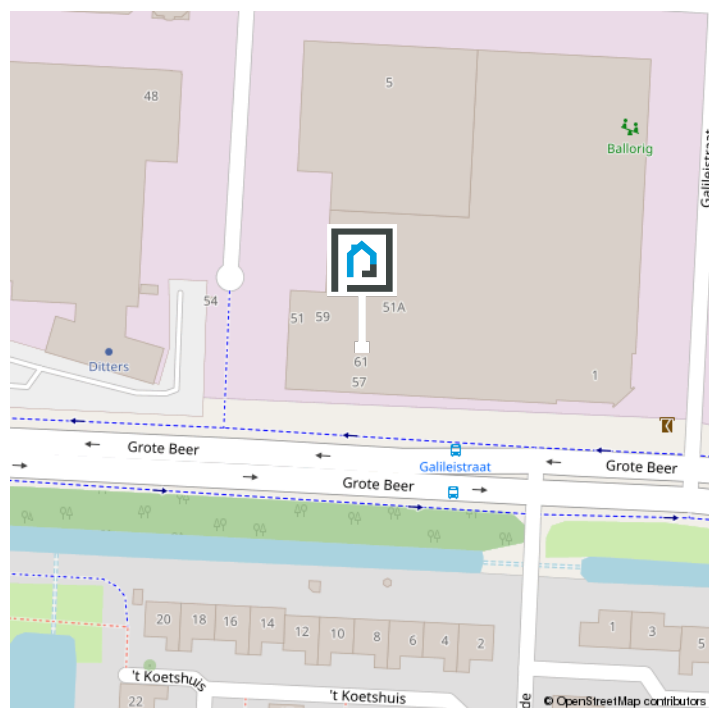 48
5
Ballorig
Galileistraat
54
51
59
51A
61
57
1
Ditters
Grote Beer
Galileistraat
Grote Beer
Grote Beer
20
18
16
14
12
10
8
6
4
2
1
3
5
't Koetshuis
22
't Koetshuis
de
© OpenStreetMap contributors